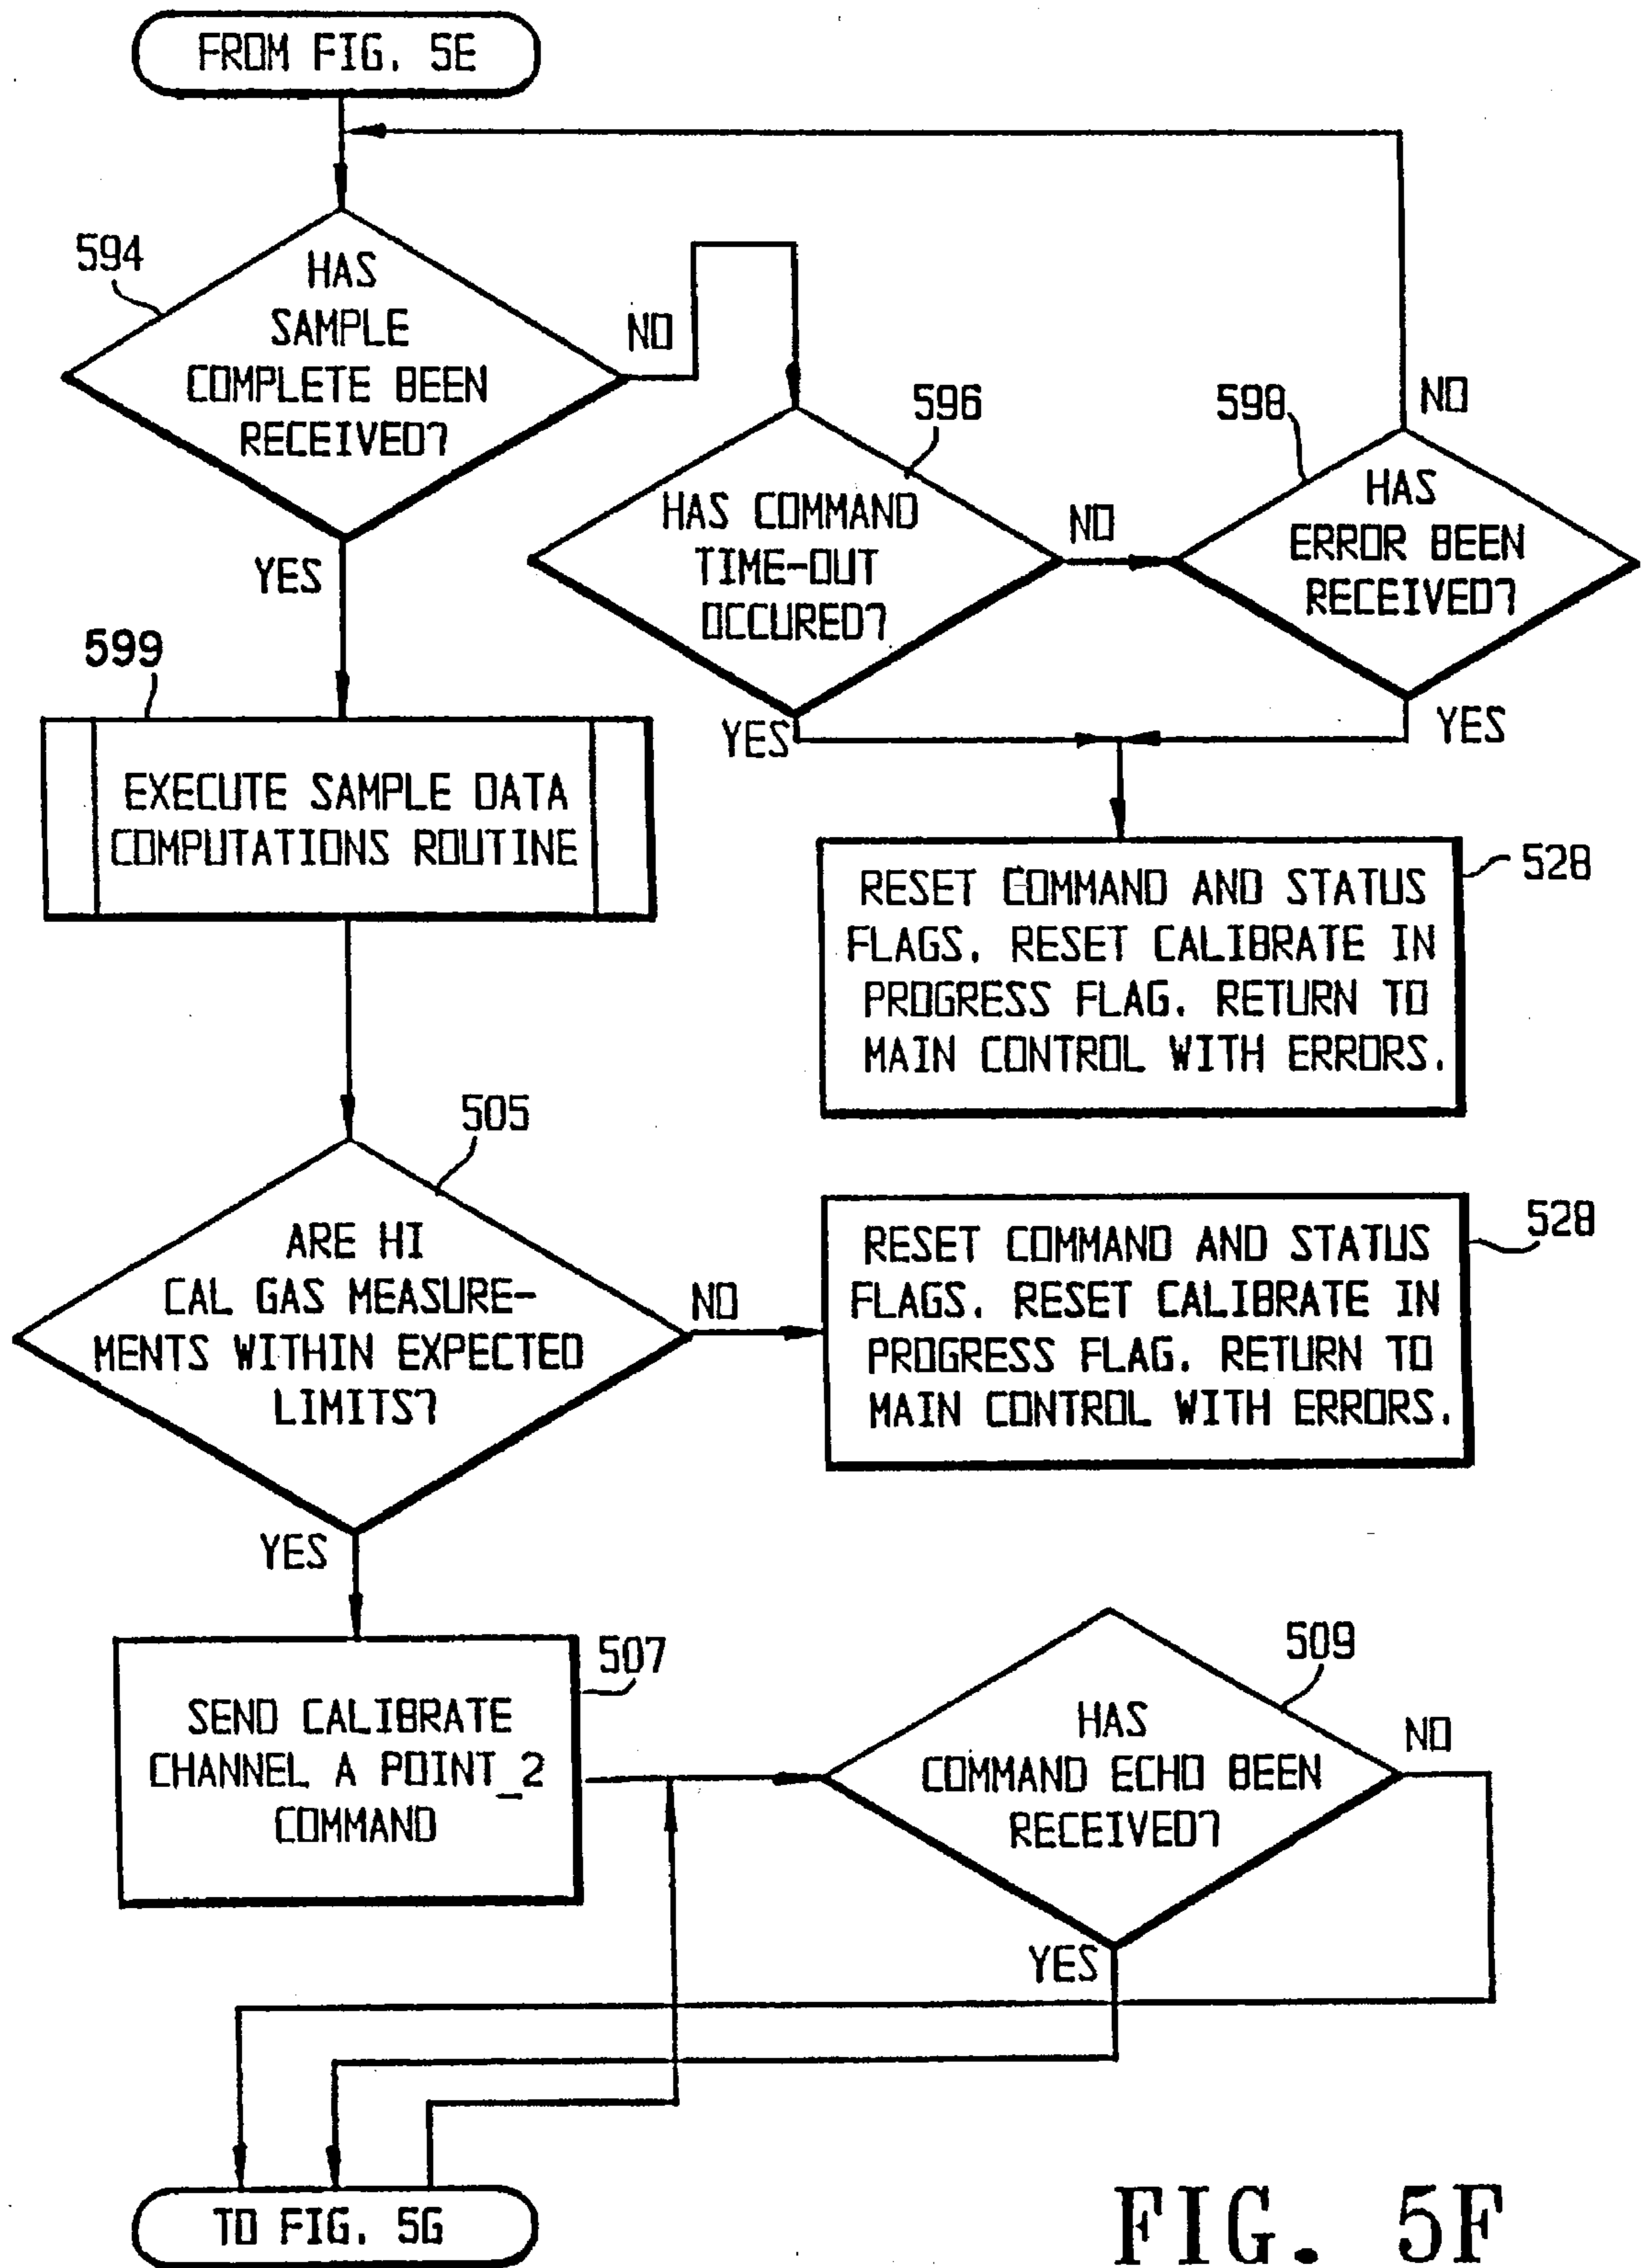 FROM FIG. 5E
594
HAS
SAMPLE
COMPLETE BEEN
RECEIVED?
NO
YES
596
HAS COMMAND
TIME-OUT
OCCURED?
NO
YES
598
HAS
ERROR BEEN
RECEIVED?
NO
YES
599
EXECUTE SAMPLE DATA
COMPUTATIONS ROUTINE
528
RESET COMMAND AND STATUS
FLAGS. RESET CALIBRATE IN
PROGRESS FLAG. RETURN TO
MAIN CONTROL WITH ERRORS.
505
ARE HI
CAL GAS MEASURE-
MENTS WITHIN EXPECTED
LIMITS?
NO
YES
528
RESET COMMAND AND STATUS
FLAGS. RESET CALIBRATE IN
PROGRESS FLAG. RETURN TO
MAIN CONTROL WITH ERRORS.
507
SEND CALIBRATE
CHANNEL A POINT_2
COMMAND
509
HAS
COMMAND ECHO BEEN
RECEIVED?
NO
YES
TO FIG. 5G
FIG. 5F